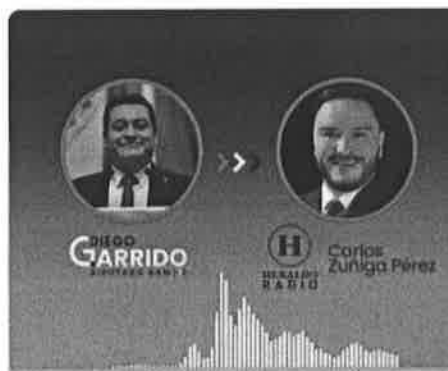 DIEGO
GARRIDO
H
HERALDO
RADIO
Carlos
Zuñiga Pérez